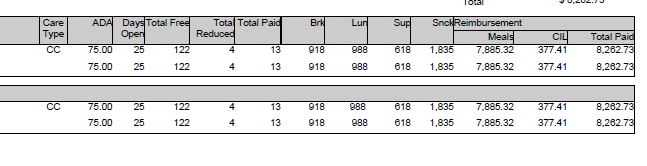 Total
Care ADA Days Total Free Total Total Paid Brk Lun Sup Snck Reimbursement
Type Open Reduced Meals CIL Total Paid
CC 75.00 25 122 4 13 918 988 618 1,835 7,885.32 377.41 8,262.73
75.00 25 122 4 13 918 988 618 1,835 7,885.32 377.41 8,262.73
CC 75.00 25 122 4 13 918 988 618 1,835 7,885.32 377.41 8,262.73
75.00 25 122 4 13 918 988 618 1,835 7,885.32 377.41 8,262.73